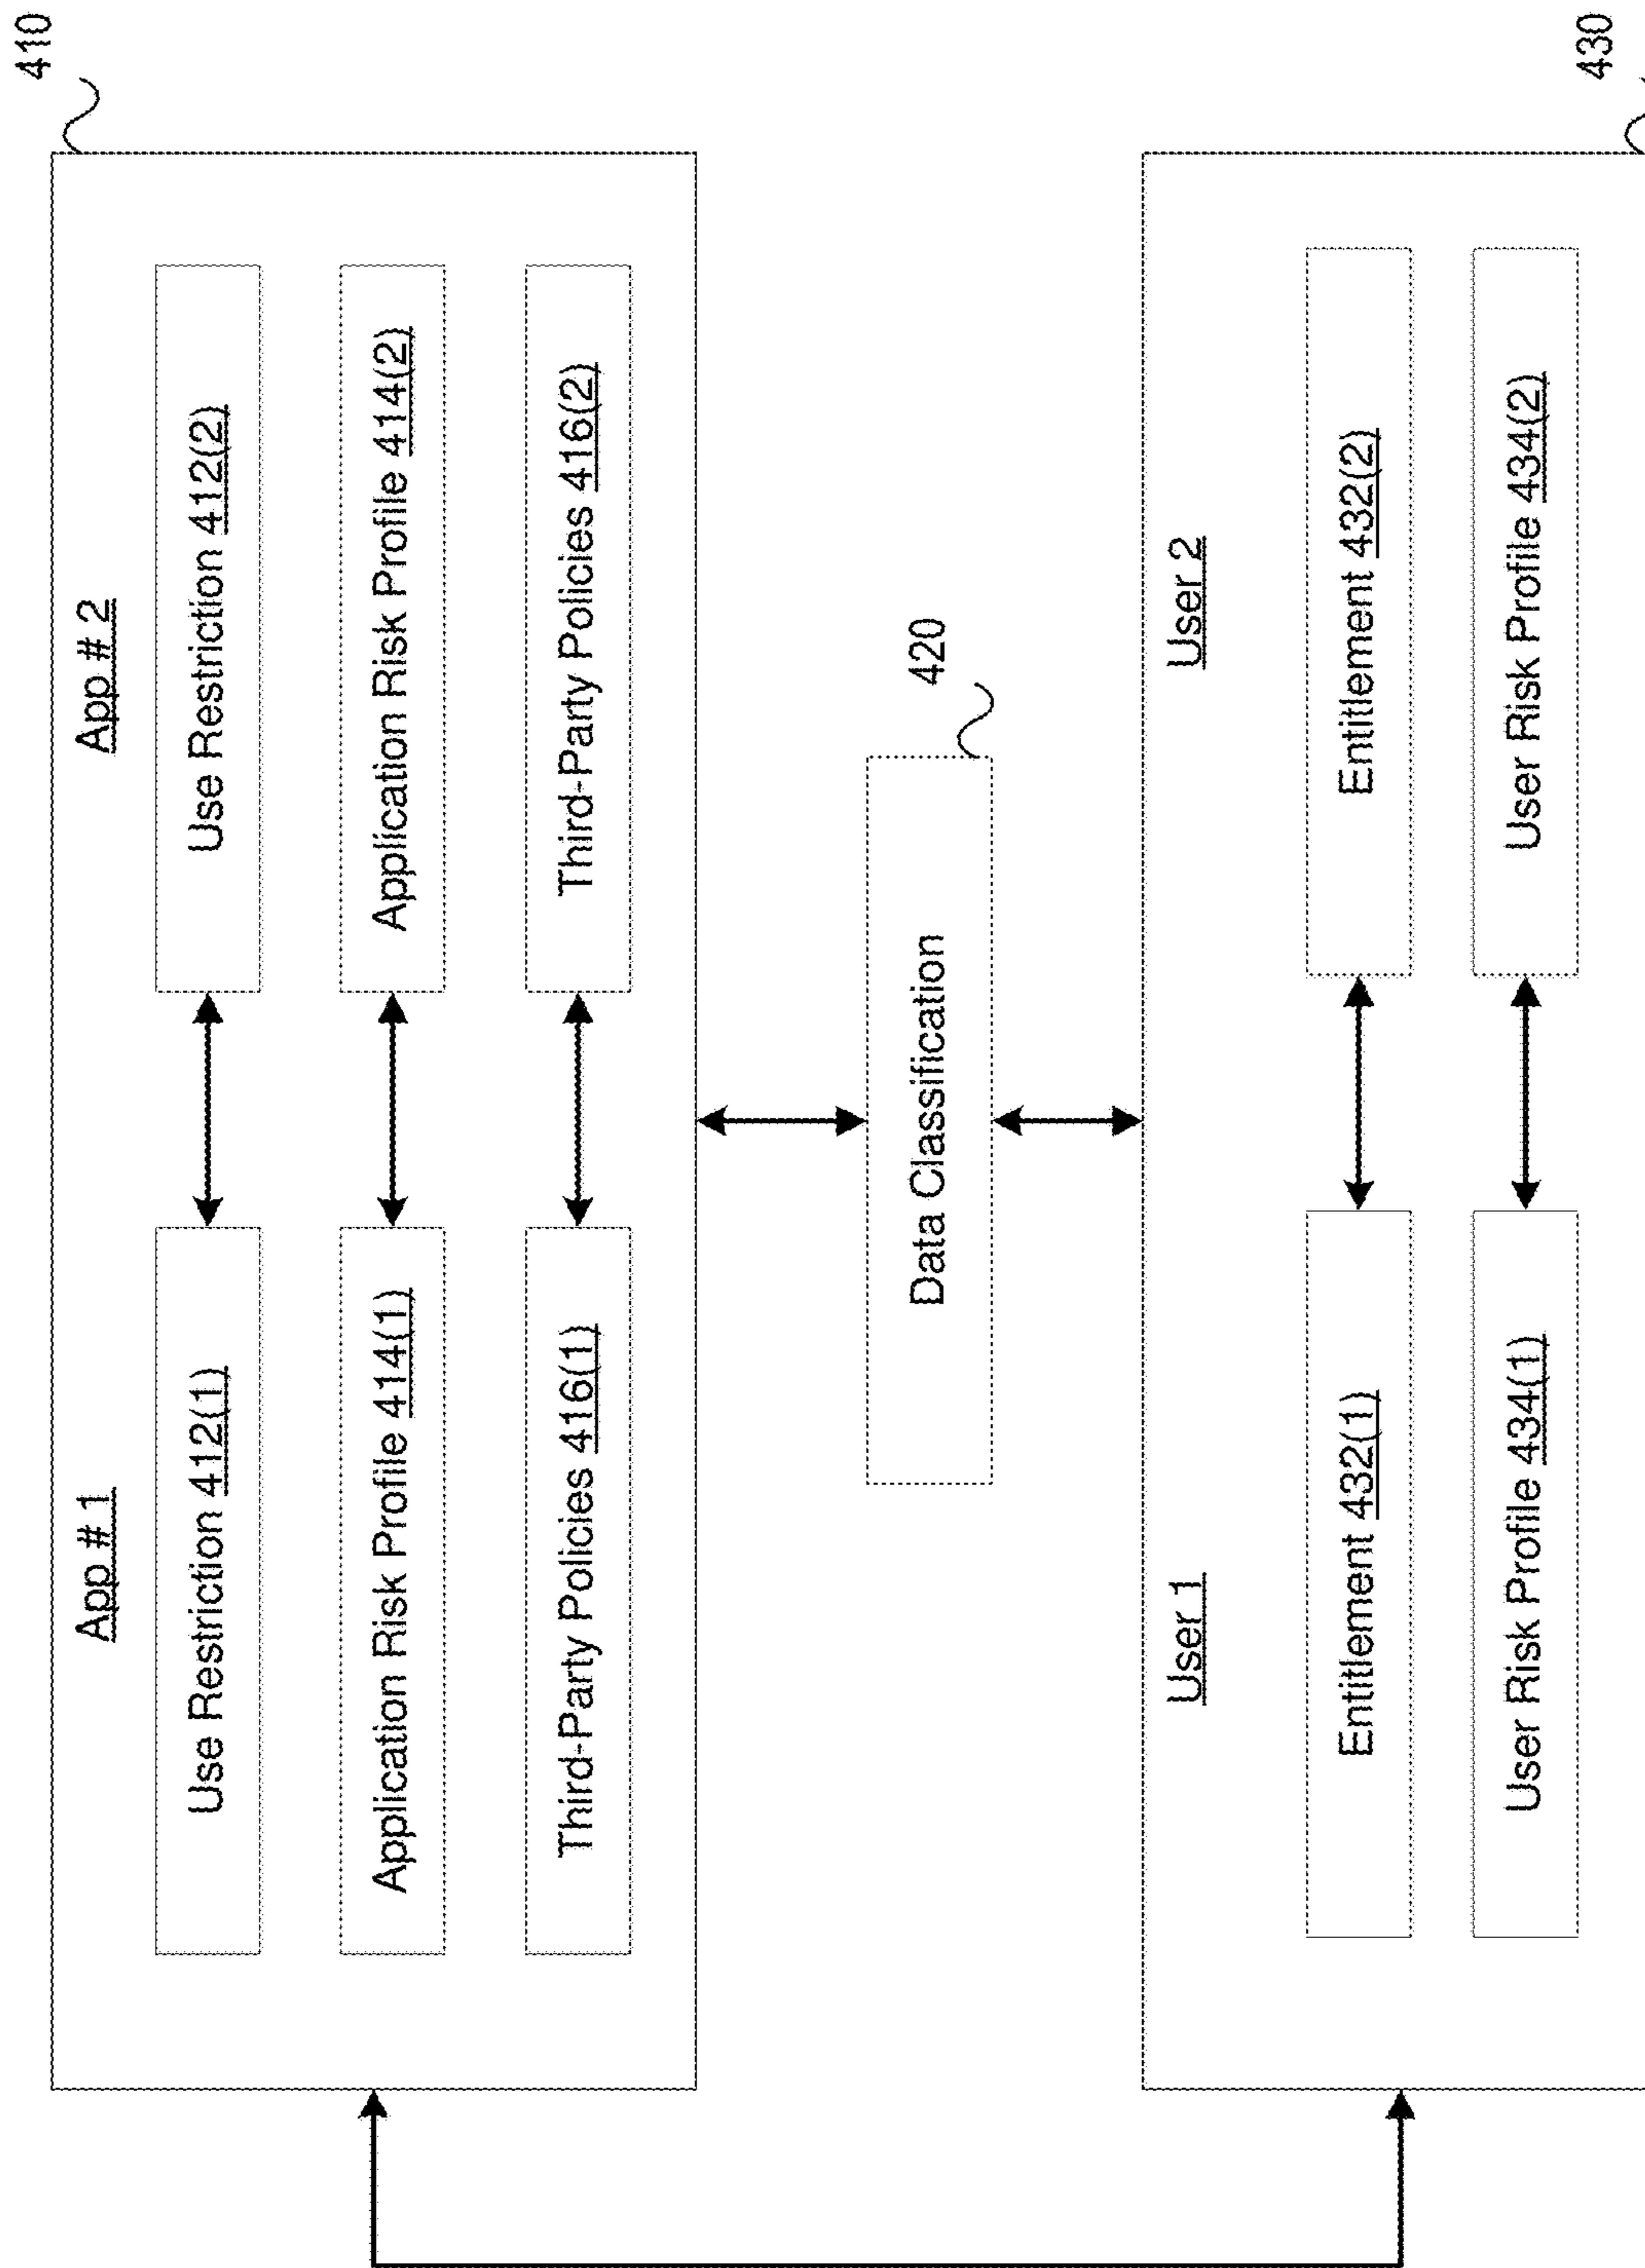 410
App # 1
App # 2
Use Restriction 412(1)
Use Restriction 412(2)
Application Risk Profile 414(1)
Application Risk Profile 414(2)
Third-Party Policies 416(1)
Third-Party Policies 416(2)
420
Data Classification
430
User 1
User 2
Entitlement 432(1)
Entitlement 432(2)
User Risk Profile 434(1)
User Risk Profile 434(2)